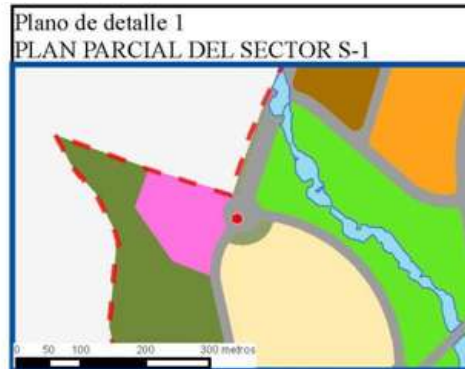 Plano de detalle 1
PLAN PARCIAL DEL SECTOR S-1
0 50 100 200 300 metros